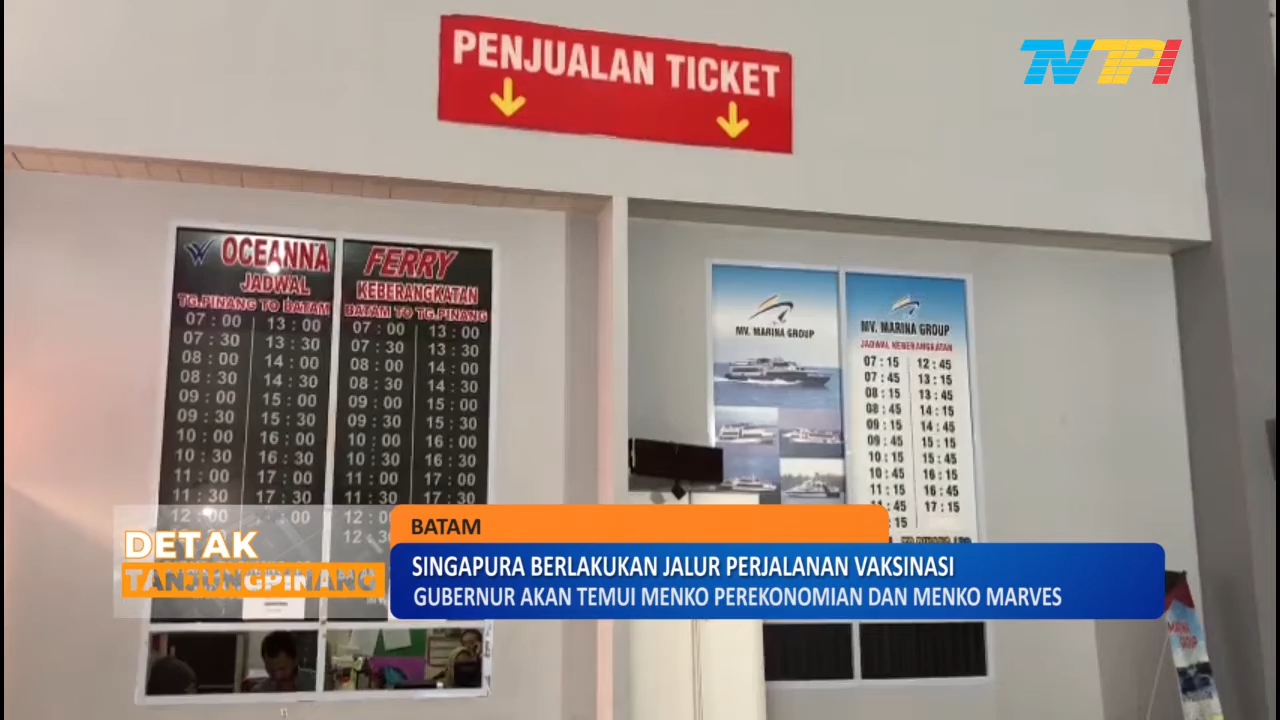 PENJUALAN TICKET
NTPI
OCEANNA
JADWAL
TG.PINANG TO BATAM
07 : 00 13 : 00
07 : 30 13 : 30
08 : 00 14 : 00
08 : 30 14 : 30
09 : 00 15 : 00
09 : 30 15 : 30
10 : 00 16 : 00
10 : 30 16 : 30
11 : 00 17 : 00
11 : 30 17 : 30
12 : 00
FERRY
KEBERANGKATAN
BATAM TO TG.PINANG
07 : 00 13 : 00
07 : 30 13 : 30
08 : 00 14 : 00
08 : 30 14 : 30
09 : 00 15 : 00
09 : 30 15 : 30
10 : 00 16 : 00
10 : 30 16 : 30
11 : 00 17 : 00
11 : 30 17 : 30
MV. MARINA GROUP
MV. MARINA GROUP
JADWAL KEBERANGKATAN
07 : 15 12 : 45
07 : 45 13 : 15
08 : 15 13 : 45
08 : 45 14 : 15
09 : 15 14 : 45
09 : 45 15 : 15
10 : 15 15 : 45
10 : 45 16 : 15
11 : 15 16 : 45
17 : 15
DETAK
TANJUNGPINANG
BATAM
SINGAPURA BERLAKUKAN JALUR PERJALANAN VAKSINASI
GUBERNUR AKAN TEMUI MENKO PEREKONOMIAN DAN MENKO MARVES